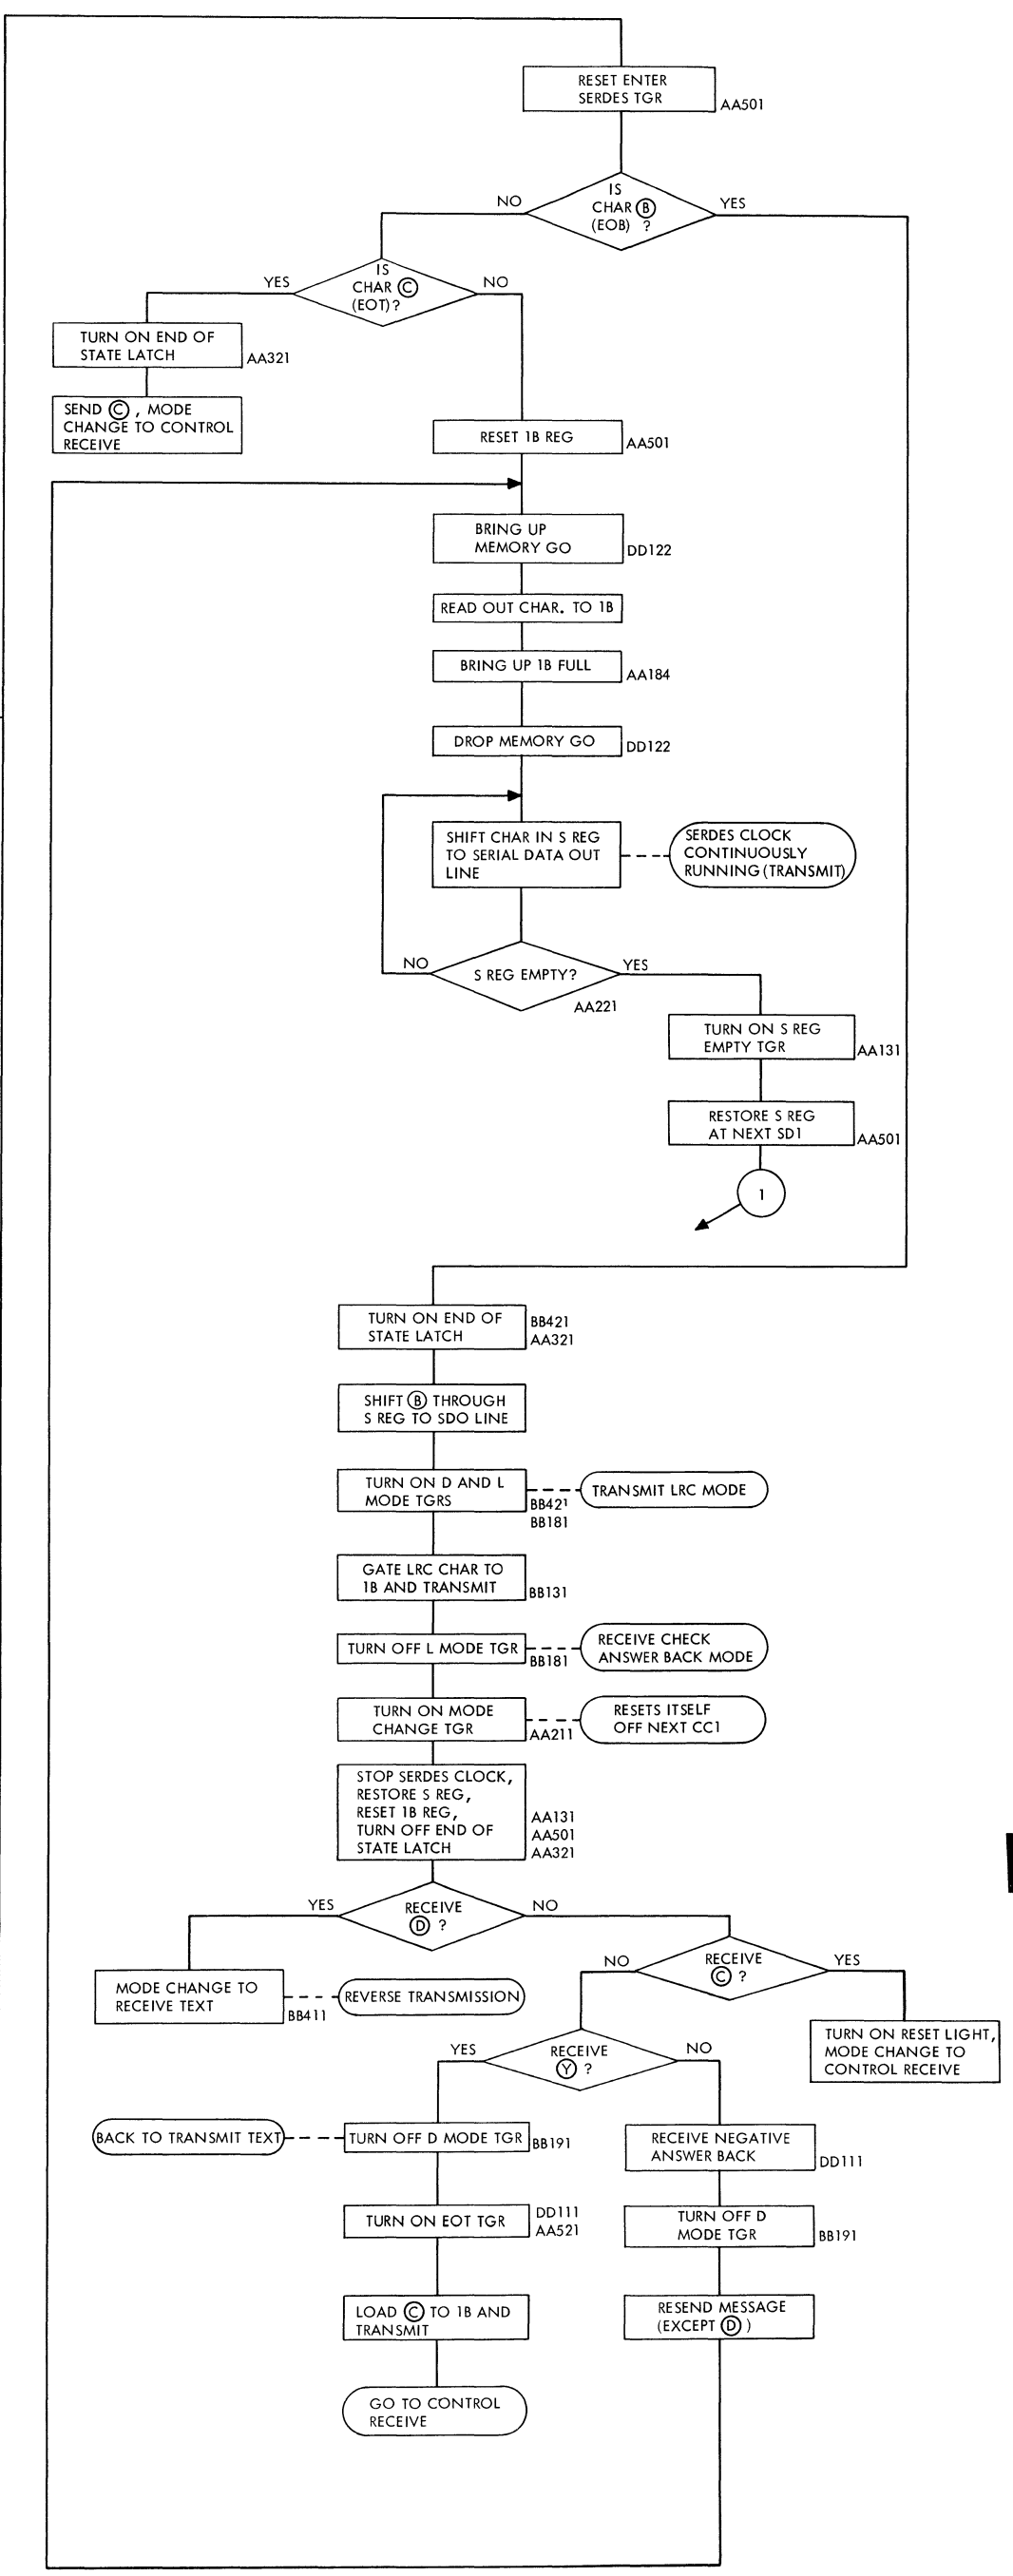 RESET ENTER
SERDES TGR
AA501
IS
CHAR Ⓑ
(EOB) ?
NO
YES
IS
CHAR Ⓒ
(EOT)?
YES
NO
TURN ON END OF
STATE LATCH
AA321
SEND Ⓒ , MODE
CHANGE TO CONTROL
RECEIVE
RESET 1B REG
AA501
BRING UP
MEMORY GO
DD122
READ OUT CHAR. TO 1B
BRING UP 1B FULL
AA184
DROP MEMORY GO
DD122
SHIFT CHAR IN S REG
TO SERIAL DATA OUT
LINE
SERDES CLOCK
CONTINUOUSLY
RUNNING (TRANSMIT)
NO
S REG EMPTY?
YES
AA221
TURN ON S REG
EMPTY TGR
AA131
RESTORE S REG
AT NEXT SD1
AA501
1
TURN ON END OF
STATE LATCH
BB421
AA321
SHIFT Ⓑ THROUGH
S REG TO SDO LINE
TURN ON D AND L
MODE TGRS
BB421
BB181
TRANSMIT LRC MODE
GATE LRC CHAR TO
1B AND TRANSMIT
BB131
TURN OFF L MODE TGR
BB181
RECEIVE CHECK
ANSWER BACK MODE
TURN ON MODE
CHANGE TGR
AA211
RESETS ITSELF
OFF NEXT CC1
STOP SERDES CLOCK,
RESTORE S REG,
RESET 1B REG,
TURN OFF END OF
STATE LATCH
AA131
AA501
AA321
YES
RECEIVE
Ⓓ ?
NO
MODE CHANGE TO
RECEIVE TEXT
BB411
REVERSE TRANSMISSION
NO
RECEIVE
Ⓒ ?
YES
TURN ON RESET LIGHT,
MODE CHANGE TO
CONTROL RECEIVE
YES
RECEIVE
Ⓨ ?
NO
BACK TO TRANSMIT TEXT
TURN OFF D MODE TGR
BB191
RECEIVE NEGATIVE
ANSWER BACK
DD111
TURN ON EOT TGR
DD111
AA521
TURN OFF D
MODE TGR
BB191
LOAD Ⓒ TO 1B AND
TRANSMIT
RESEND MESSAGE
(EXCEPT Ⓓ )
GO TO CONTROL
RECEIVE